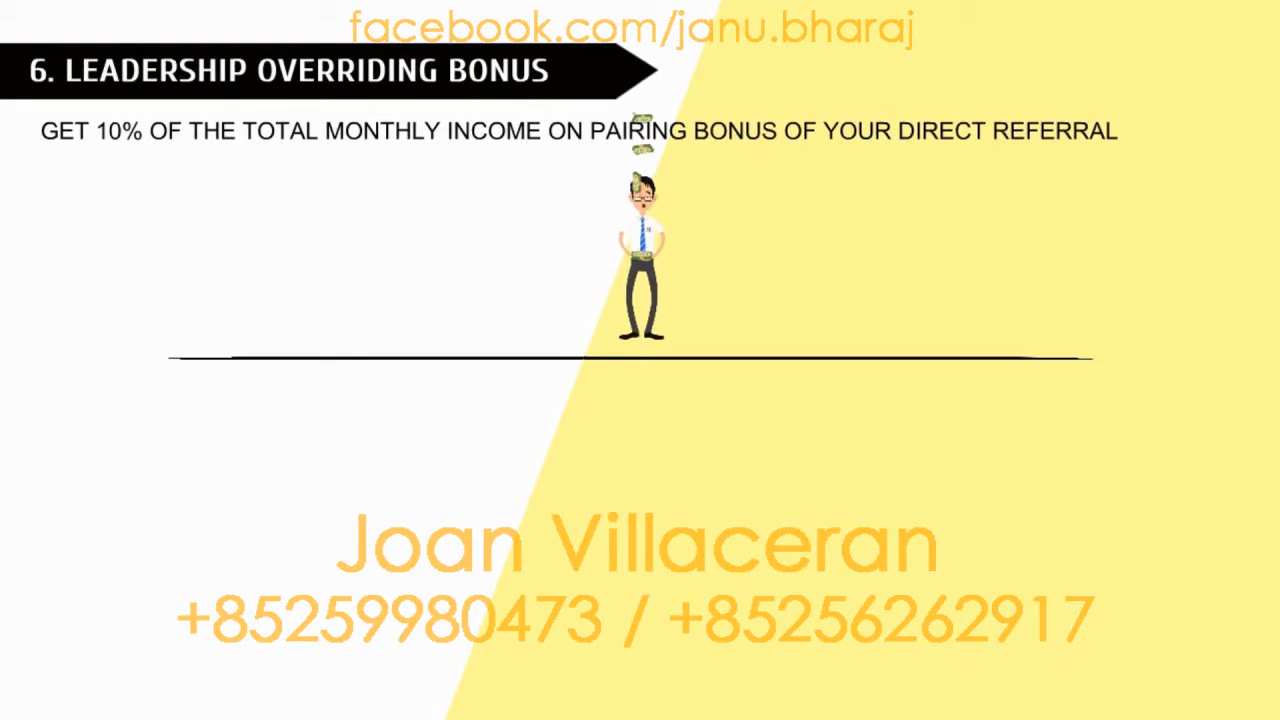 facebook.com/janu.bharaj
6. LEADERSHIP OVERRIDING BONUS
GET 10% OF THE TOTAL MONTHLY INCOME ON PAIRING BONUS OF YOUR DIRECT REFERRAL
Joan Villaceran
+85259980473 / +85256262917